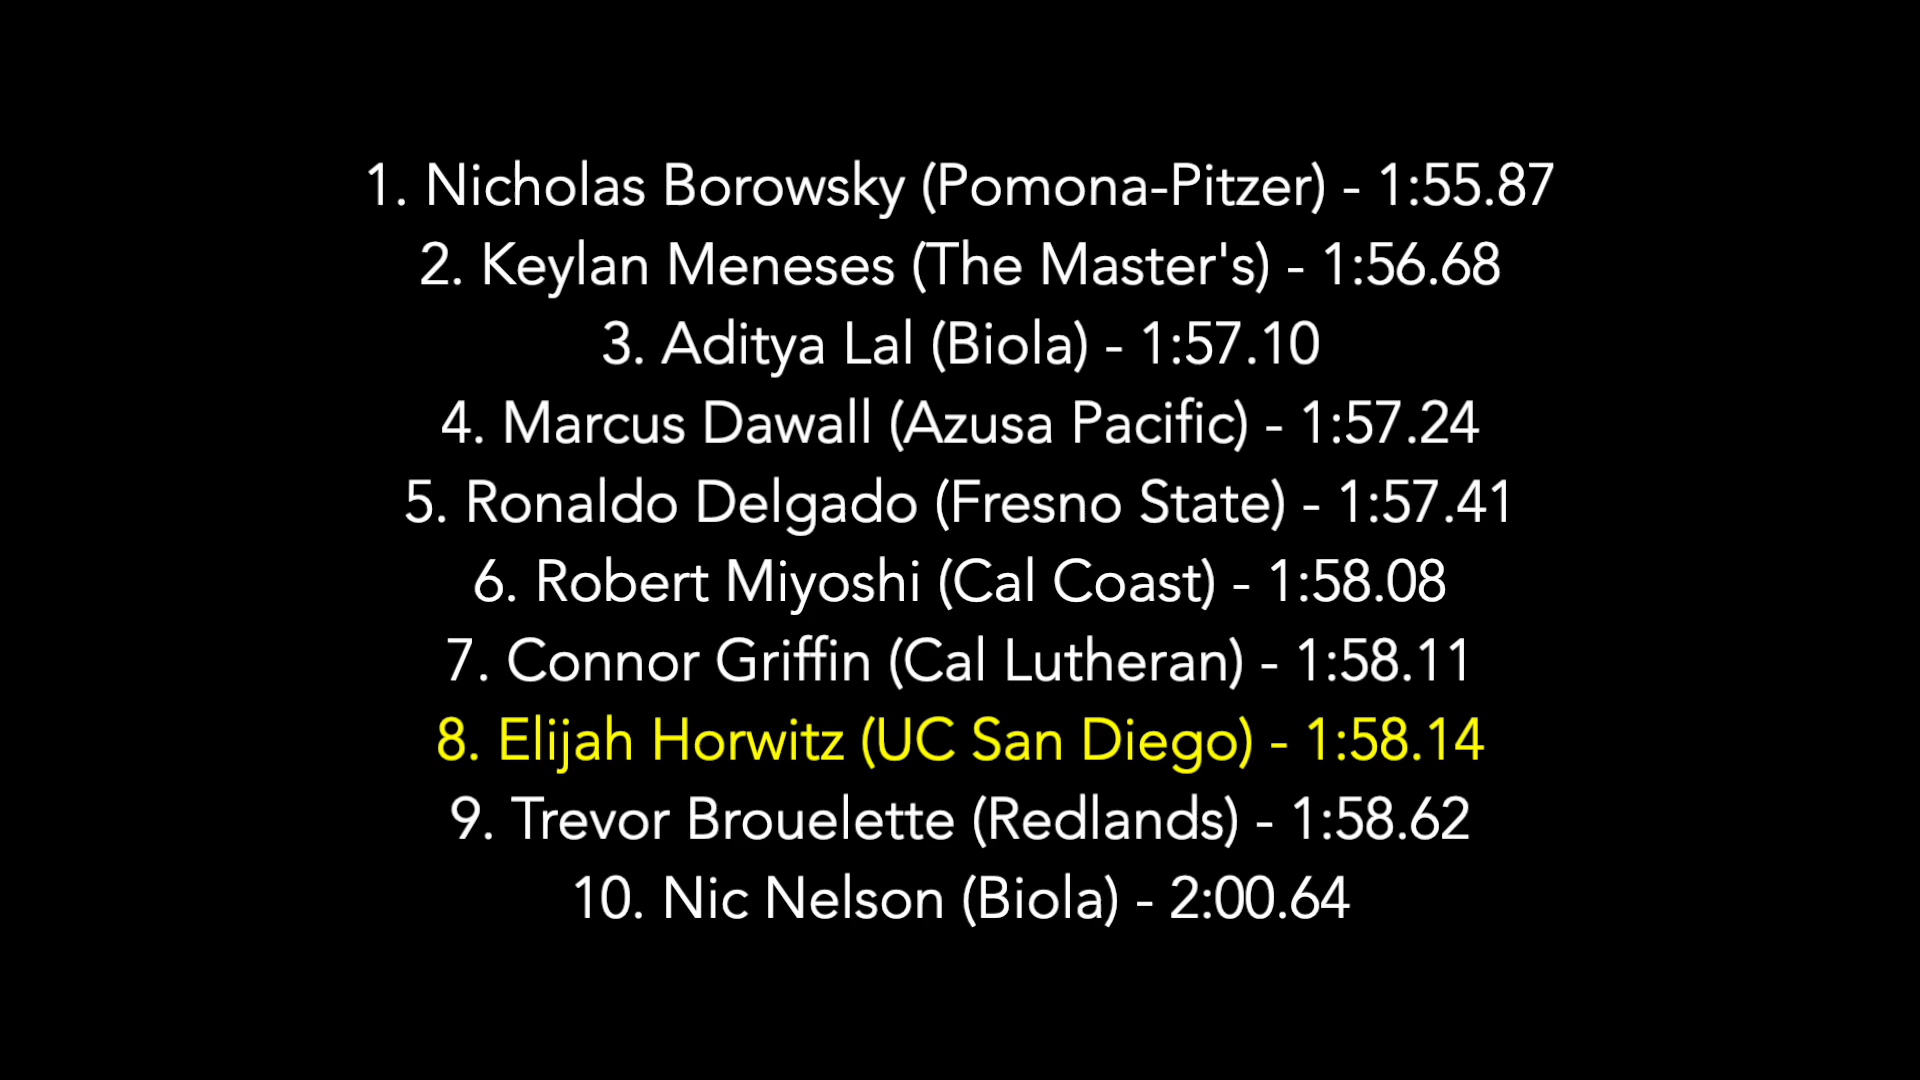 1. Nicholas Borowsky (Pomona-Pitzer) - 1:55.87
2. Keylan Meneses (The Master's) - 1:56.68
3. Aditya Lal (Biola) - 1:57.10
4. Marcus Dawall (Azusa Pacific) - 1:57.24
5. Ronaldo Delgado (Fresno State) - 1:57.41
6. Robert Miyoshi (Cal Coast) - 1:58.08
7. Connor Griffin (Cal Lutheran) - 1:58.11
8. Elijah Horwitz (UC San Diego) - 1:58.14
9. Trevor Brouelette (Redlands) - 1:58.62
10. Nic Nelson (Biola) - 2:00.64